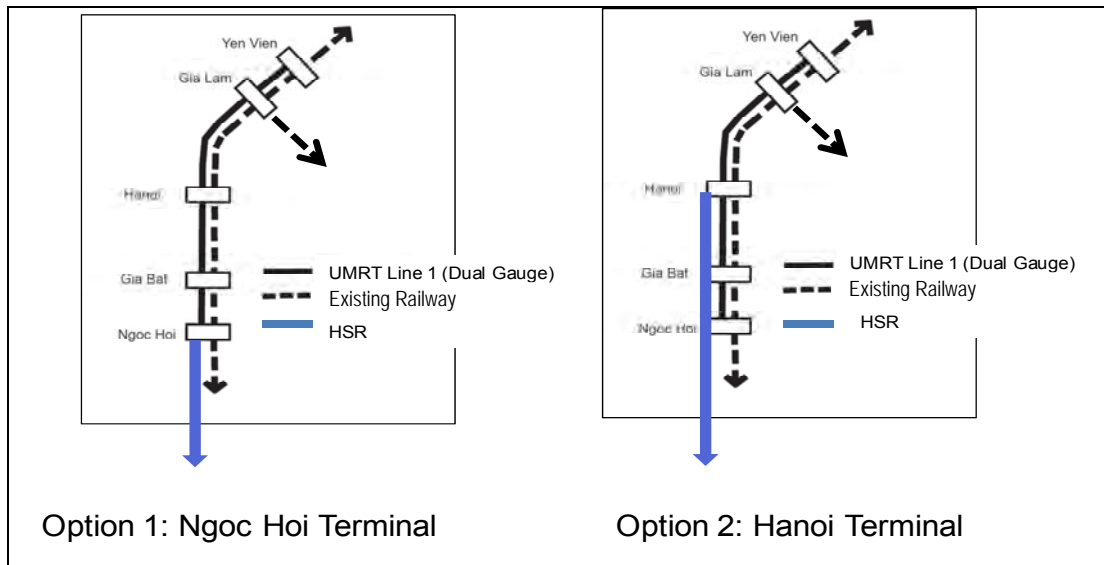 Yen Vien
Gia Lam
Hanoi
Gia Bat
Ngoc Hoi
UMRT Line 1 (Dual Gauge)
Existing Railway
HSR
Option 1: Ngoc Hoi Terminal
Yen Vien
Gia Lam
Hanoi
Gia Bat
Ngoc Hoi
UMRT Line 1 (Dual Gauge)
Existing Railway
HSR
Option 2: Hanoi Terminal